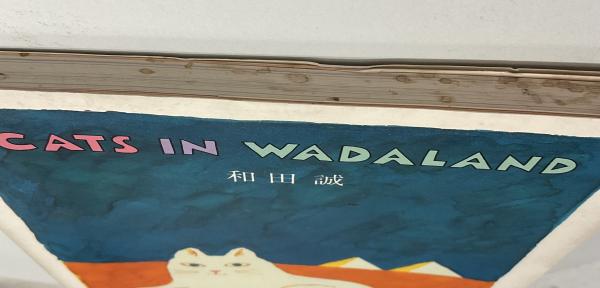 CATS IN WADALAND
和田 誠